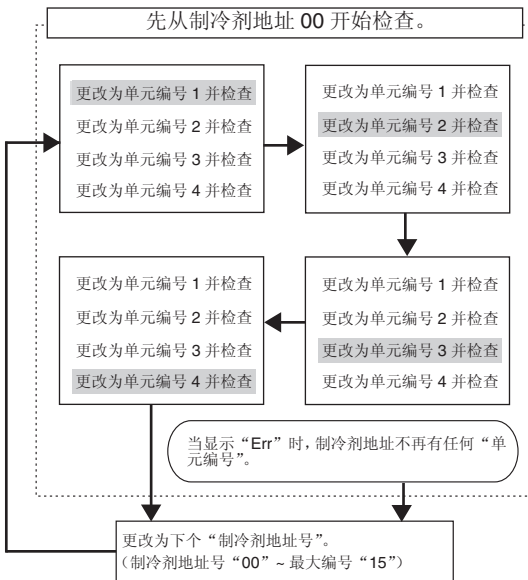 先从制冷剂地址 00 开始检查。
更改为单元编号 1 并检查
更改为单元编号 2 并检查
更改为单元编号 3 并检查
更改为单元编号 4 并检查
更改为单元编号 1 并检查
更改为单元编号 2 并检查
更改为单元编号 3 并检查
更改为单元编号 4 并检查
更改为单元编号 1 并检查
更改为单元编号 2 并检查
更改为单元编号 3 并检查
更改为单元编号 4 并检查
更改为单元编号 1 并检查
更改为单元编号 2 并检查
更改为单元编号 3 并检查
更改为单元编号 4 并检查
当显示“Err”时，制冷剂地址不再有任何“单
元编号”。
更改为下个“制冷剂地址号”。
（制冷剂地址号“00”~ 最大编号“15”）